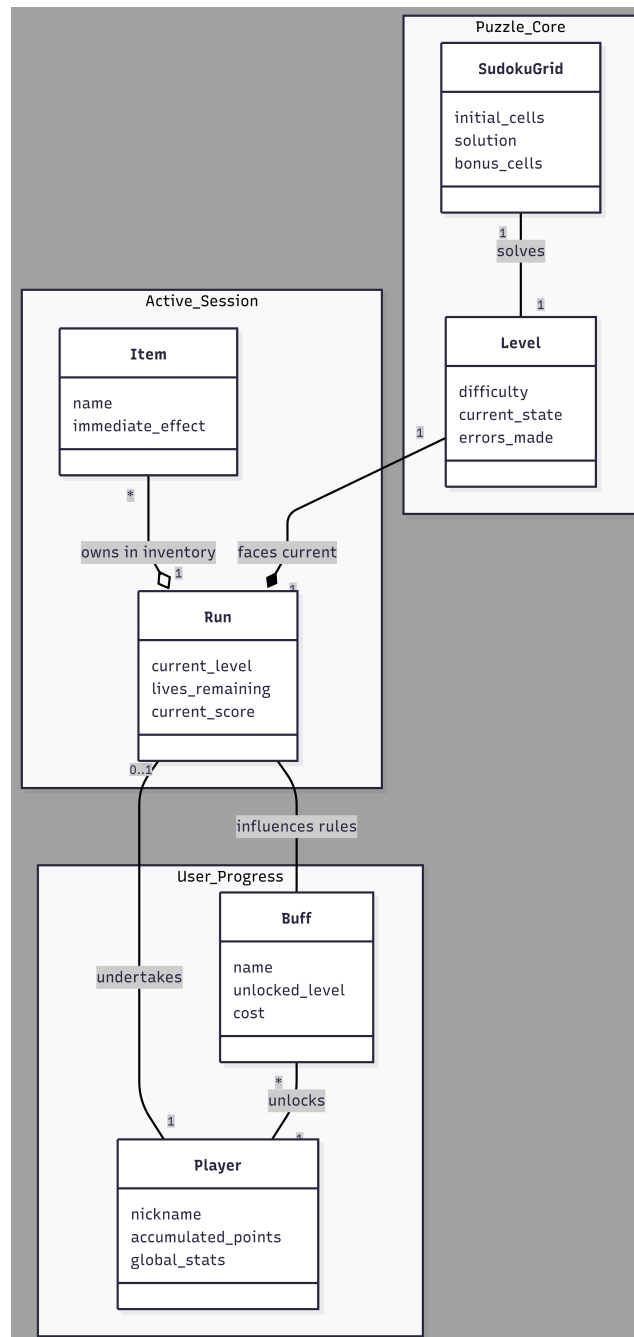 Puzzle_Core
SudokuGrid
initial_cells
solution
bonus_cells
1
solves
1
Level
difficulty
current_state
errors_made
1
Active_Session
Item
name
immediate_effect
*
owns in inventory
1
faces current
1
Run
current_level
lives_remaining
current_score
0..1
influences rules
User_Progress
Buff
name
unlocked_level
cost
undertakes
*
unlocks
1
1
Player
nickname
accumulated_points
global_stats